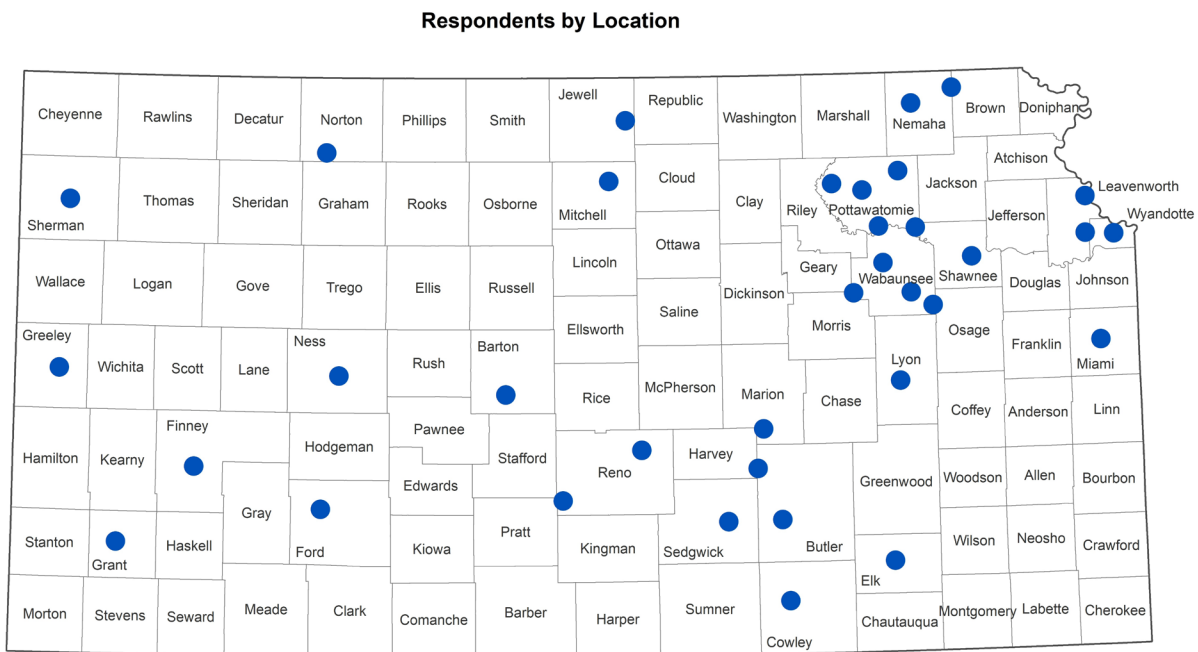 Respondents by Location
Jewell
Republic
Cheyenne
Rawlins
Decatur
Norton
Phillips
Smith
Washington
Marshall
Nemaha
Brown
Doniphan
Atchison
Cloud
Jackson
Leavenworth
Thomas
Sheridan
Graham
Rooks
Osborne
Mitchell
Clay
Riley
Pottawatomie
Jefferson
Wyandotte
Sherman
Ottawa
Lincoln
Geary
Wabaunsee
Shawnee
Douglas
Johnson
Wallace
Logan
Gove
Trego
Ellis
Russell
Dickinson
Saline
Morris
Osage
Ellsworth
Greeley
Ness
Barton
Franklin
Wichita
Scott
Lane
Rush
Lyon
Miami
Rice
McPherson
Marion
Chase
Coffey
Anderson
Linn
Finney
Pawnee
Hamilton
Kearny
Hodgeman
Stafford
Reno
Harvey
Edwards
Greenwood
Woodson
Allen
Bourbon
Gray
Stanton
Grant
Haskell
Ford
Kiowa
Pratt
Kingman
Sedgwick
Butler
Wilson
Neosho
Crawford
Elk
Morton
Stevens
Seward
Meade
Clark
Comanche
Barber
Harper
Sumner
Cowley
Chautauqua
Montgomery
Labette
Cherokee